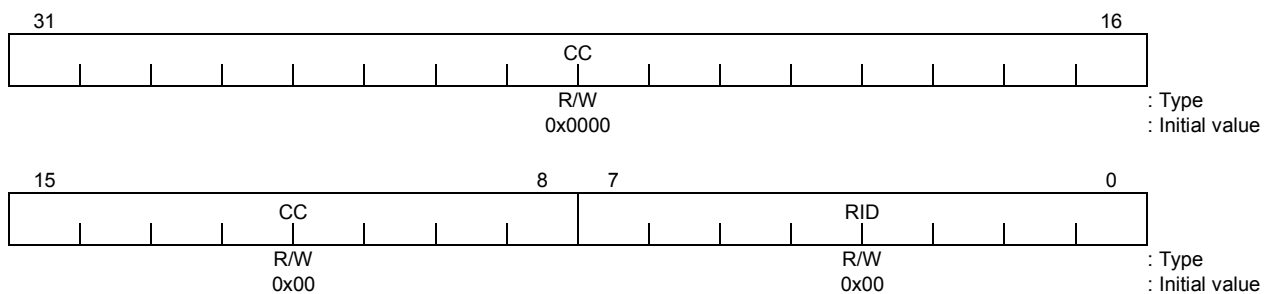 31 16
CC
R/W : Type
0x0000 : Initial value
15 8 7 0
CC RID
R/W R/W : Type
0x00 0x00 : Initial value